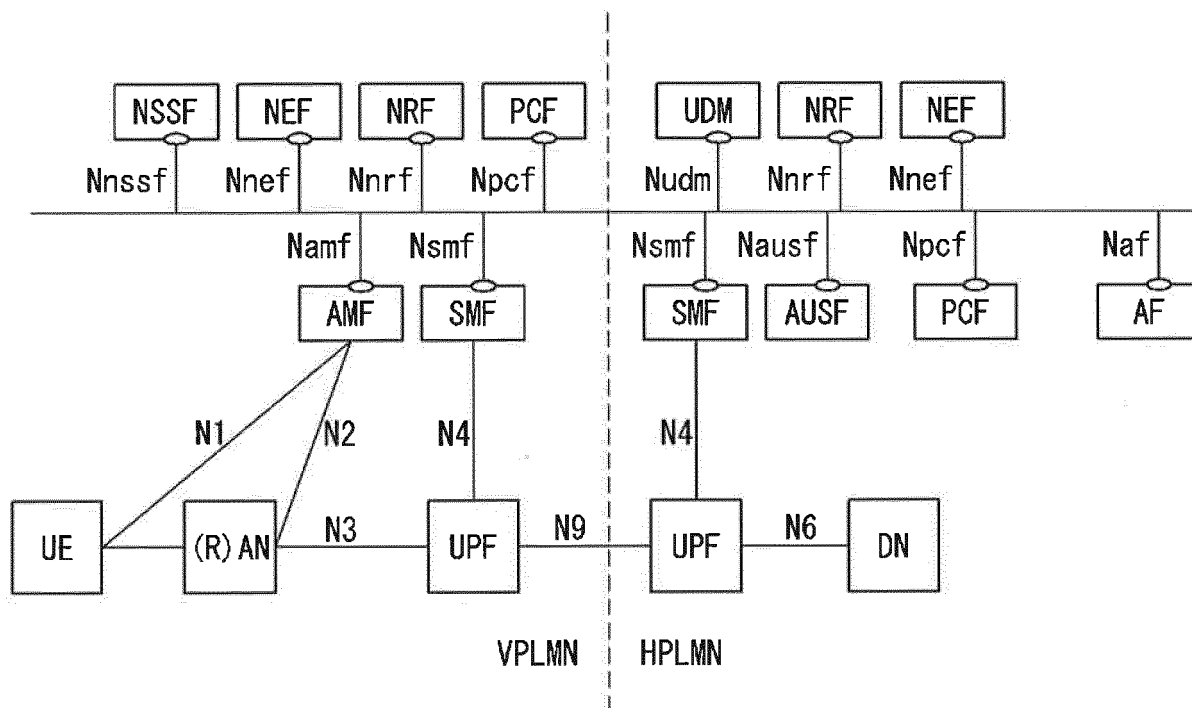 NSSF NEF NRF PCF UDM NRF NEF
Nnssf Nnef Nnrf Npcf Nudm Nnrf Nnef
Namf Nsmf Nsmf Nausf Npcf Naf
AMF SMF SMF AUSF PCF AF
N1 N2 N4 N4
UE (R)AN N3 UPF N9 UPF N6 DN
VPLMN HPLMN